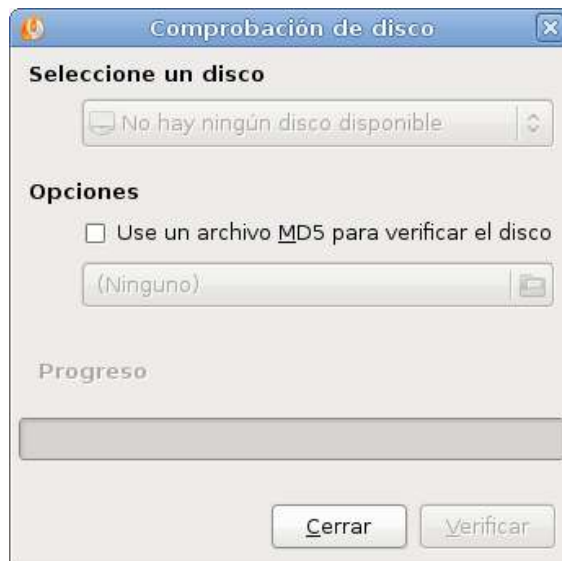 Comprobación de disco
Seleccione un disco
No hay ningún disco disponible
Opciones
Use un archivo MD5 para verificar el disco
(Ninguno)
Progreso
Cerrar
Verificar